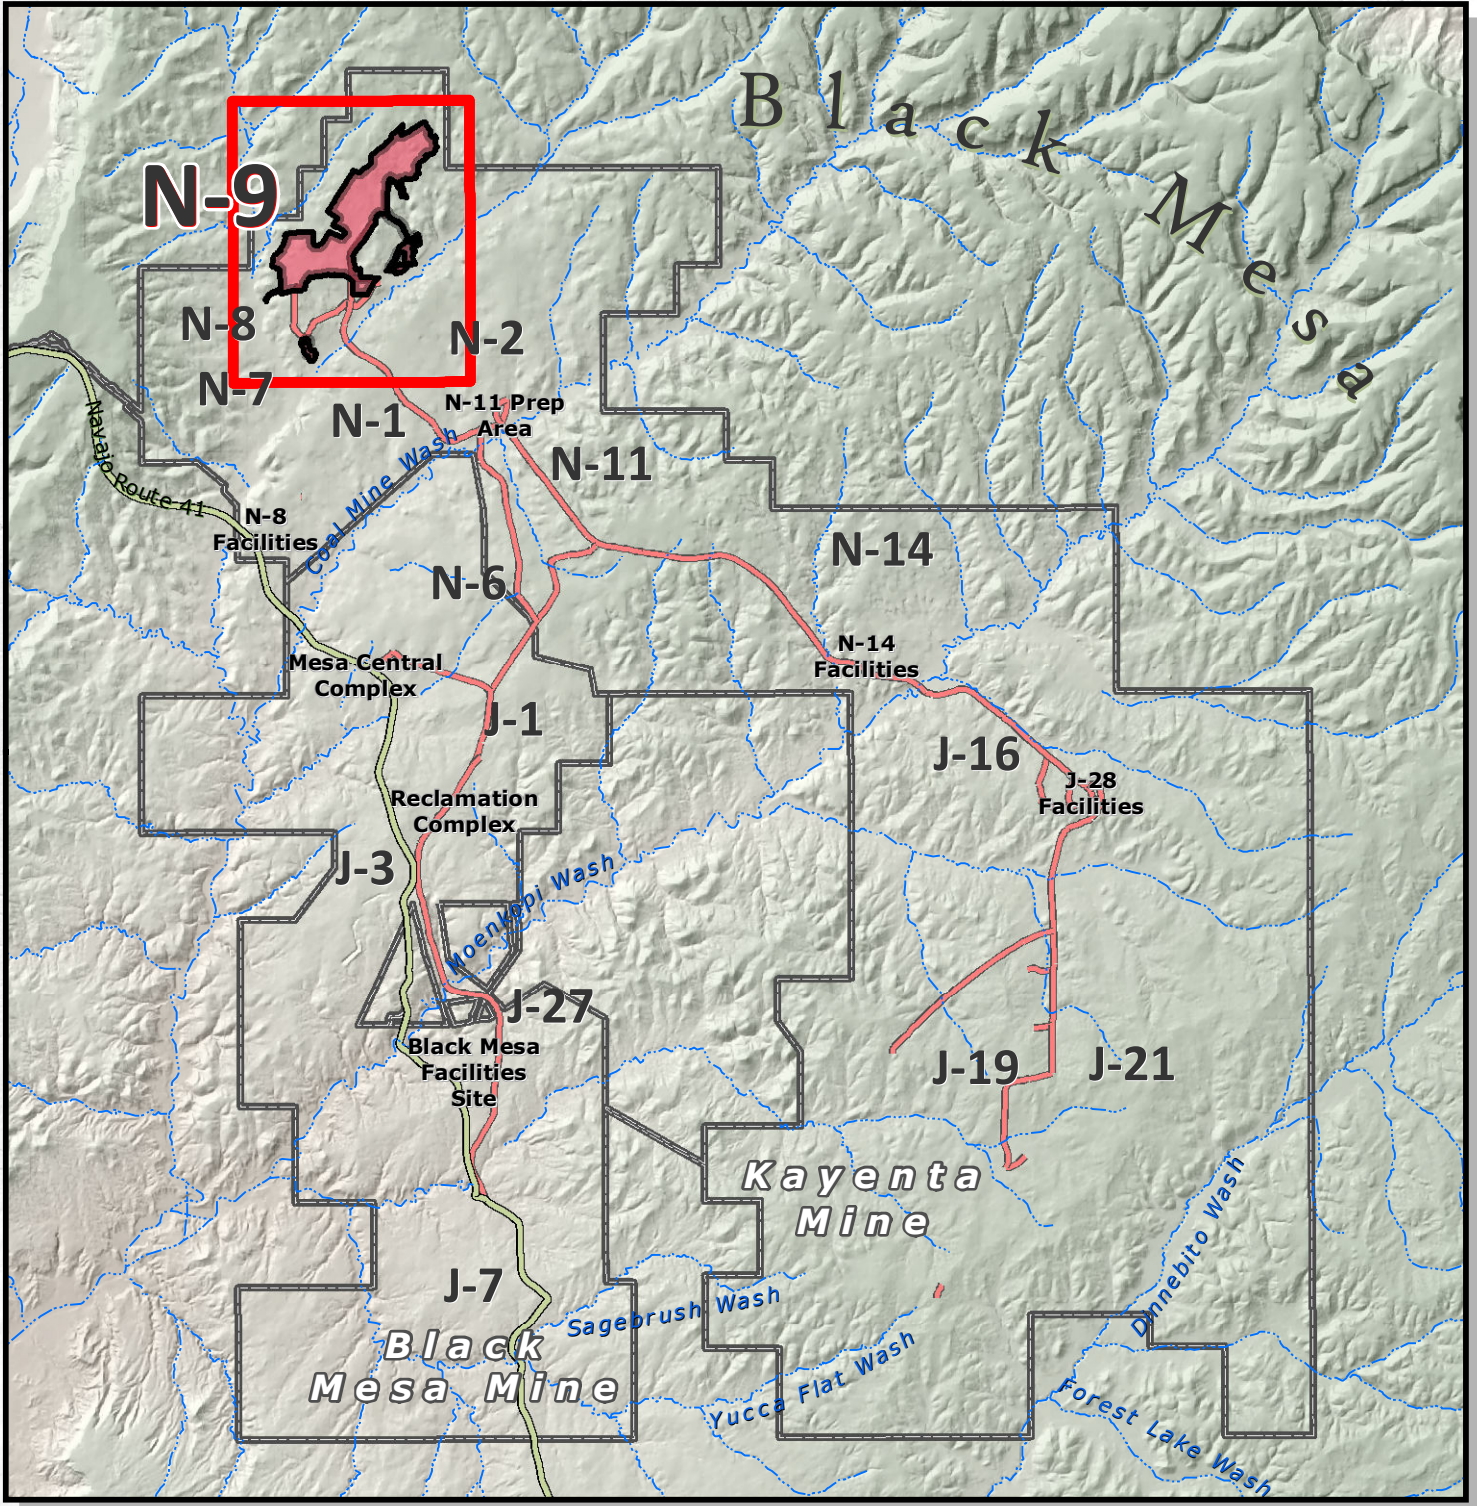 Black Mesa
N-9
N-8
N-2
N-7
N-1
N-11 Prep
Area
Navajo Route 41
Coal Mine Wash
N-11
N-8
Facilities
N-14
N-6
N-14
Facilities
Mesa Central
Complex
J-1
J-16
J-28
Facilities
Reclamation
Complex
J-3
Moenkopi Wash
J-27
Black Mesa
Facilities
Site
J-19
J-21
Kayenta
Mine
Dinnebito Wash
J-7
Sagebrush Wash
Black
Mesa Mine
Yucca Flat Wash
Forest Lake Wash